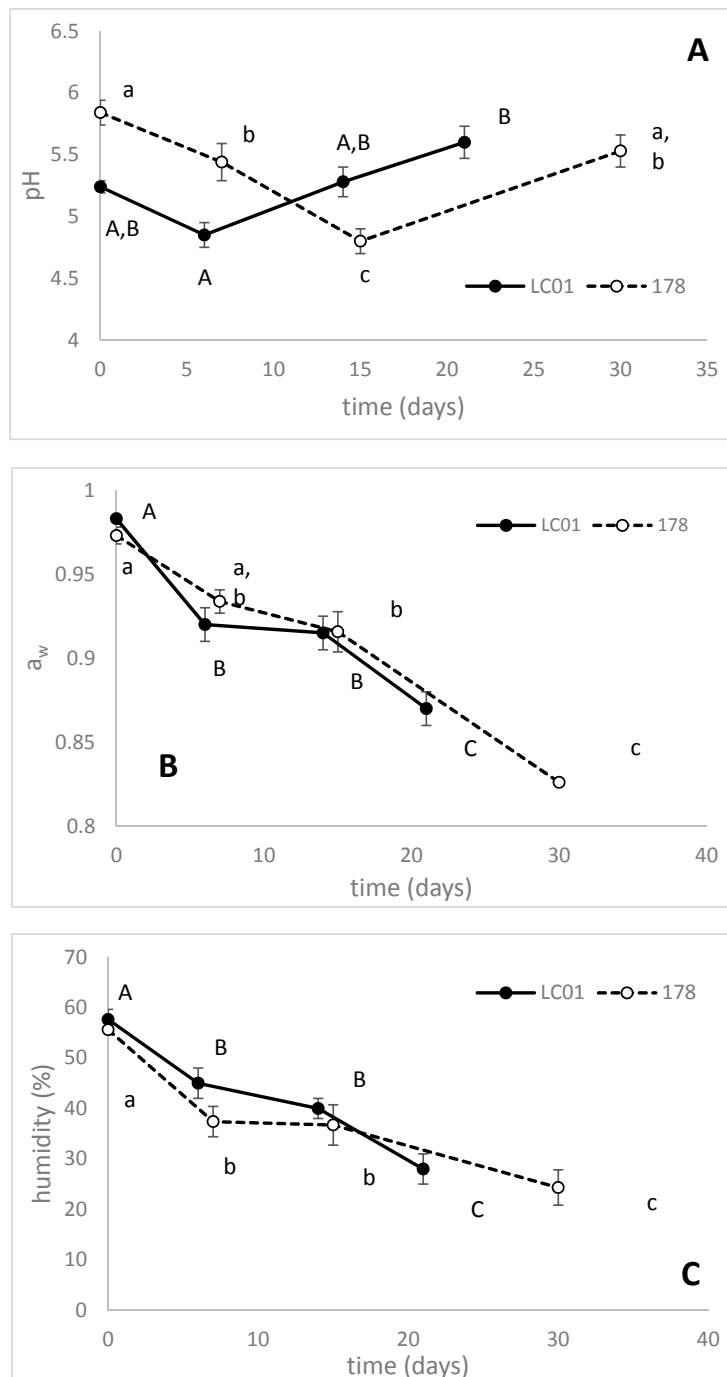 6.5
A
a
6
B
A,B
a,
b
b
5.5
pH
5
A,B
A
c
4.5
LC01 178
4
0 5 10 15 20 25 30 35
time (days)
1
A
LC01 178
a
a,
b
0.95
b
0.9
aw
B
B
0.85
C
c
B
0.8
0 10 20 30 40
time (days)
70
A
LC01 178
60
B
B
50
humidity (%)
a
40
30
b
b
20
C
c
10
C
0
0 10 20 30 40
time (days)